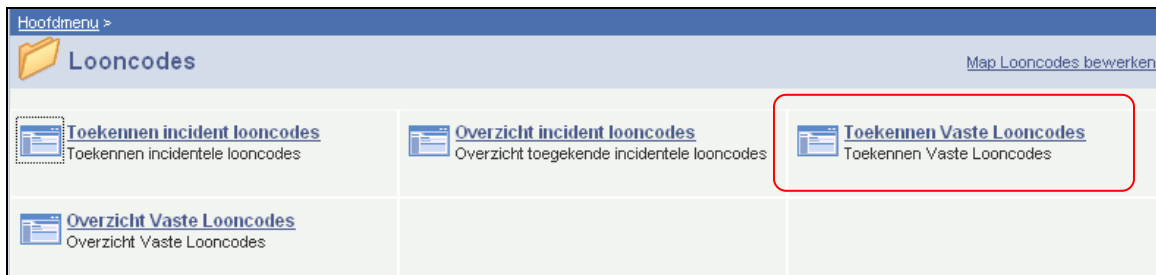 Hoofdmenu >
Looncodes
Map Looncodes bewerken
Toekennen incident looncodes
Toekennen incidentele looncodes
Overzicht incident looncodes
Overzicht toegekende incidentele looncodes
Toekennen Vaste Looncodes
Toekennen Vaste Looncodes
Overzicht Vaste Looncodes
Overzicht Vaste Looncodes